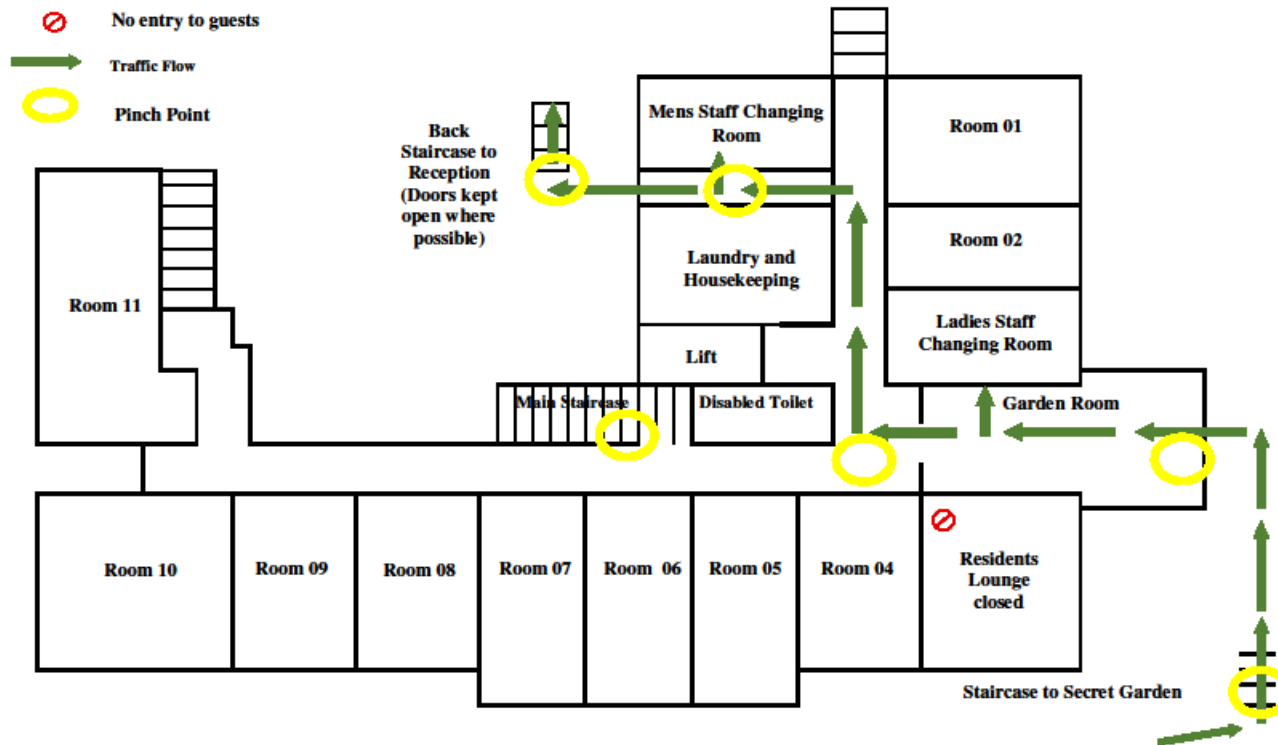 No entry to guests
Traffic Flow
Pinch Point
Back
Staircase to
Reception
(Doors kept
open where
possible)
Mens Staff Changing
Room
Room 01
Room 02
Laundry and
Housekeeping
Room 11
Ladies Staff
Changing Room
Lift
Main Staircase
Disabled Toilet
Garden Room
Room 10
Room 09
Room 08
Room 07
Room 06
Room 05
Room 04
Residents
Lounge
closed
Staircase to Secret Garden